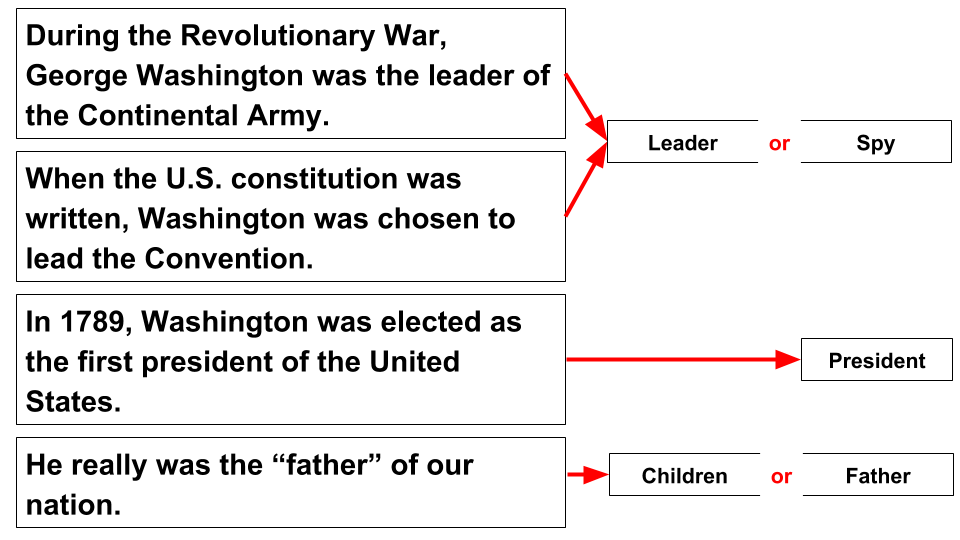 During the Revolutionary War,
George Washington was the leader of
the Continental Army.
Leader or Spy
When the U.S. constitution was
written, Washington was chosen to
lead the Convention.
In 1789, Washington was elected as
the first president of the United
States.
President
He really was the “father” of our
nation.
Children or Father